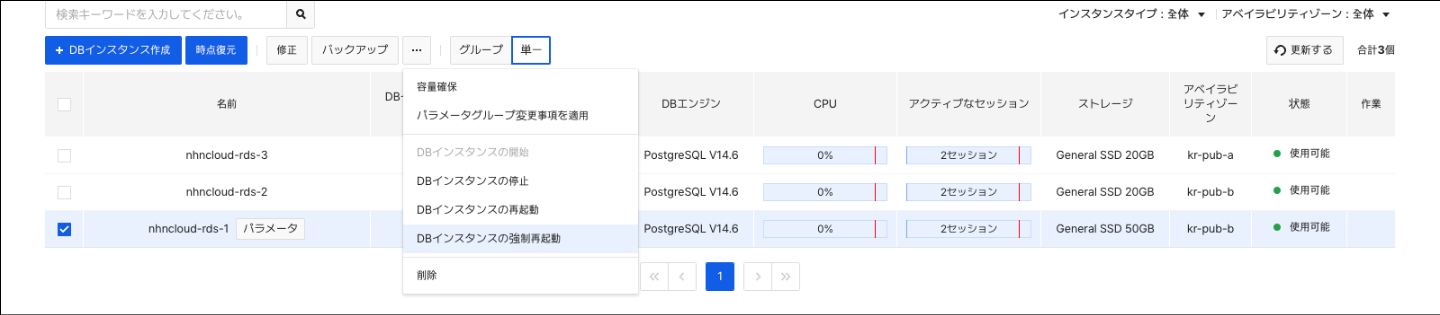 検索キーワードを入力してください。
インスタンスタイプ : 全体 ▼ | アベイラビリティゾーン : 全体 ▼
+ DBインスタンス作成 時点復元 修正 バックアップ ... グループ 単一 更新する 合計3個
名前 DB DBエンジン CPU アクティブなセッション ストレージ アベイラビリティゾーン 状態 作業
容量確保
パラメータグループ変更事項を適用
DBインスタンスの開始
DBインスタンスの停止
DBインスタンスの再起動
DBインスタンスの強制再起動
削除
nhncloud-rds-3 PostgreSQL V14.6 0% 2セッション General SSD 20GB kr-pub-a 使用可能
nhncloud-rds-2 PostgreSQL V14.6 0% 2セッション General SSD 20GB kr-pub-b 使用可能
nhncloud-rds-1 パラメータ PostgreSQL V14.6 0% 2セッション General SSD 50GB kr-pub-b 使用可能
1